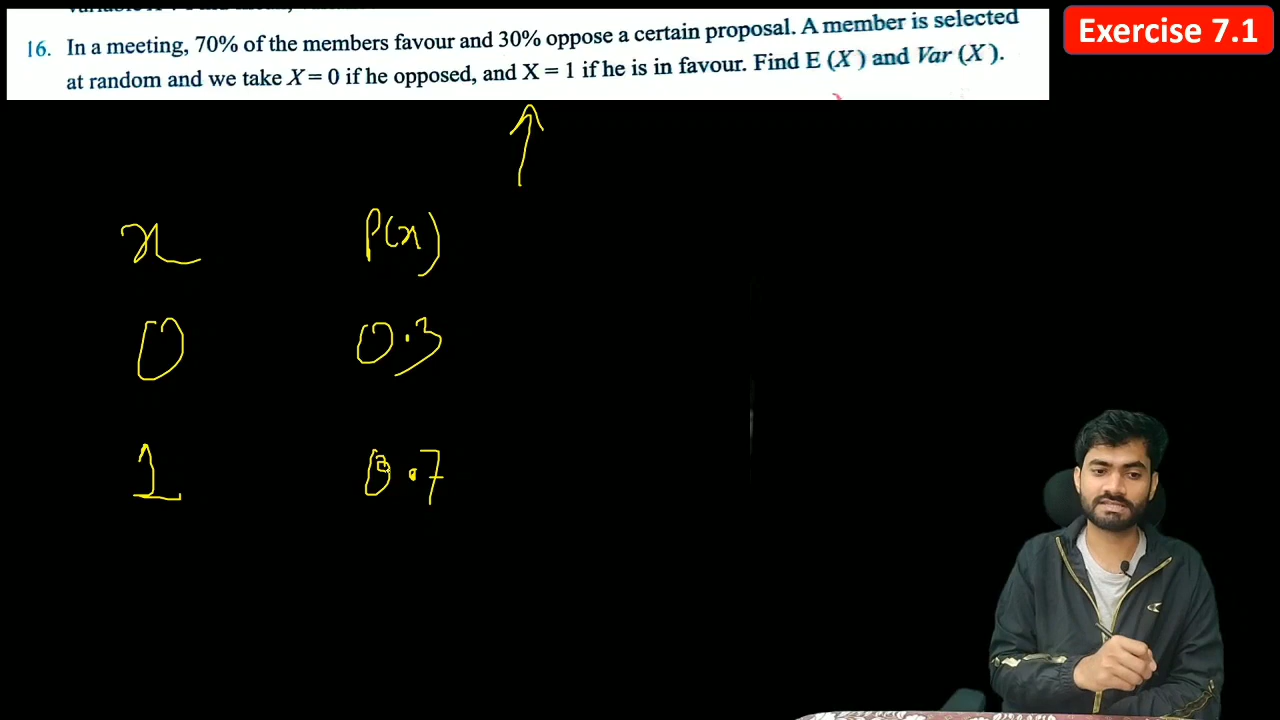 Exercise 7.1
16. In a meeting, 70% of the members favour and 30% oppose a certain proposal. A member is selected
at random and we take X = 0 if he opposed, and X = 1 if he is in favour. Find E (X) and Var (X).
x P(x)
0 0.3
1 0.7